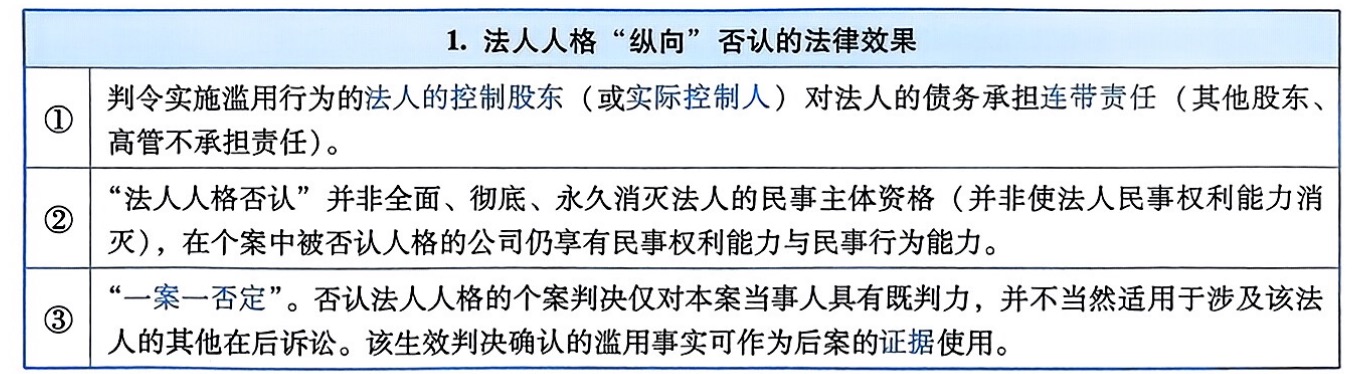 1. 法人人格“纵向”否认的法律效果
① 判令实施滥用行为的法人的控制股东（或实际控制人）对法人的债务承担连带责任（其他股东、
高管不承担责任）。
② “法人人格否认”并非全面、彻底、永久消灭法人的民事主体资格（并非使法人民事权利能力消
灭），在个案中被否认人格的公司仍享有民事权利能力与民事行为能力。
③ “一案一否定”。否认法人人格的个案判决仅对本案当事人具有既判力，并不当然适用于涉及该法
人的其他在后诉讼。该生效判决确认的滥用事实可作为后案的证据使用。